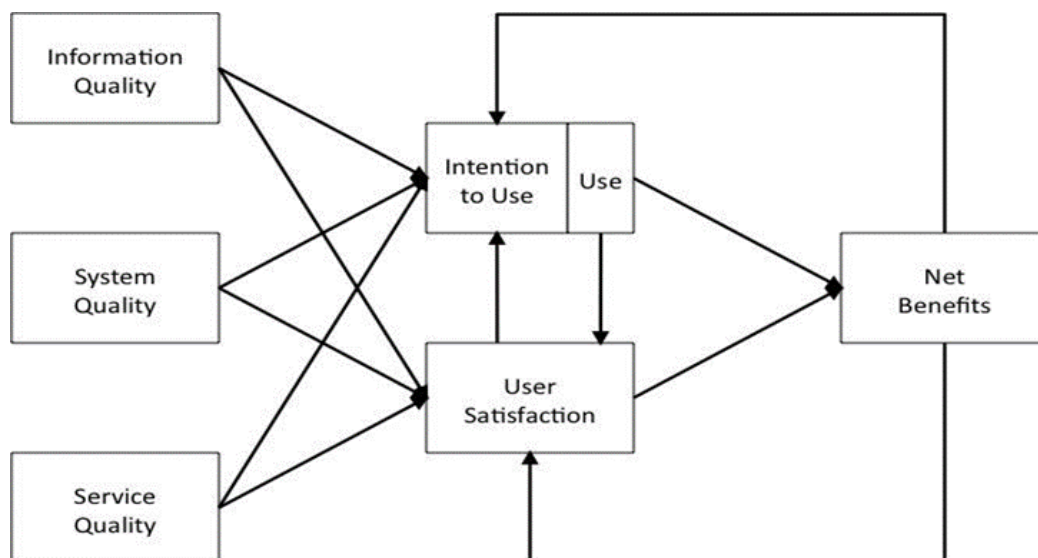 Information
Quality
Intention
to Use
Use
System
Quality
Net
Benefits
User
Satisfaction
Service
Quality